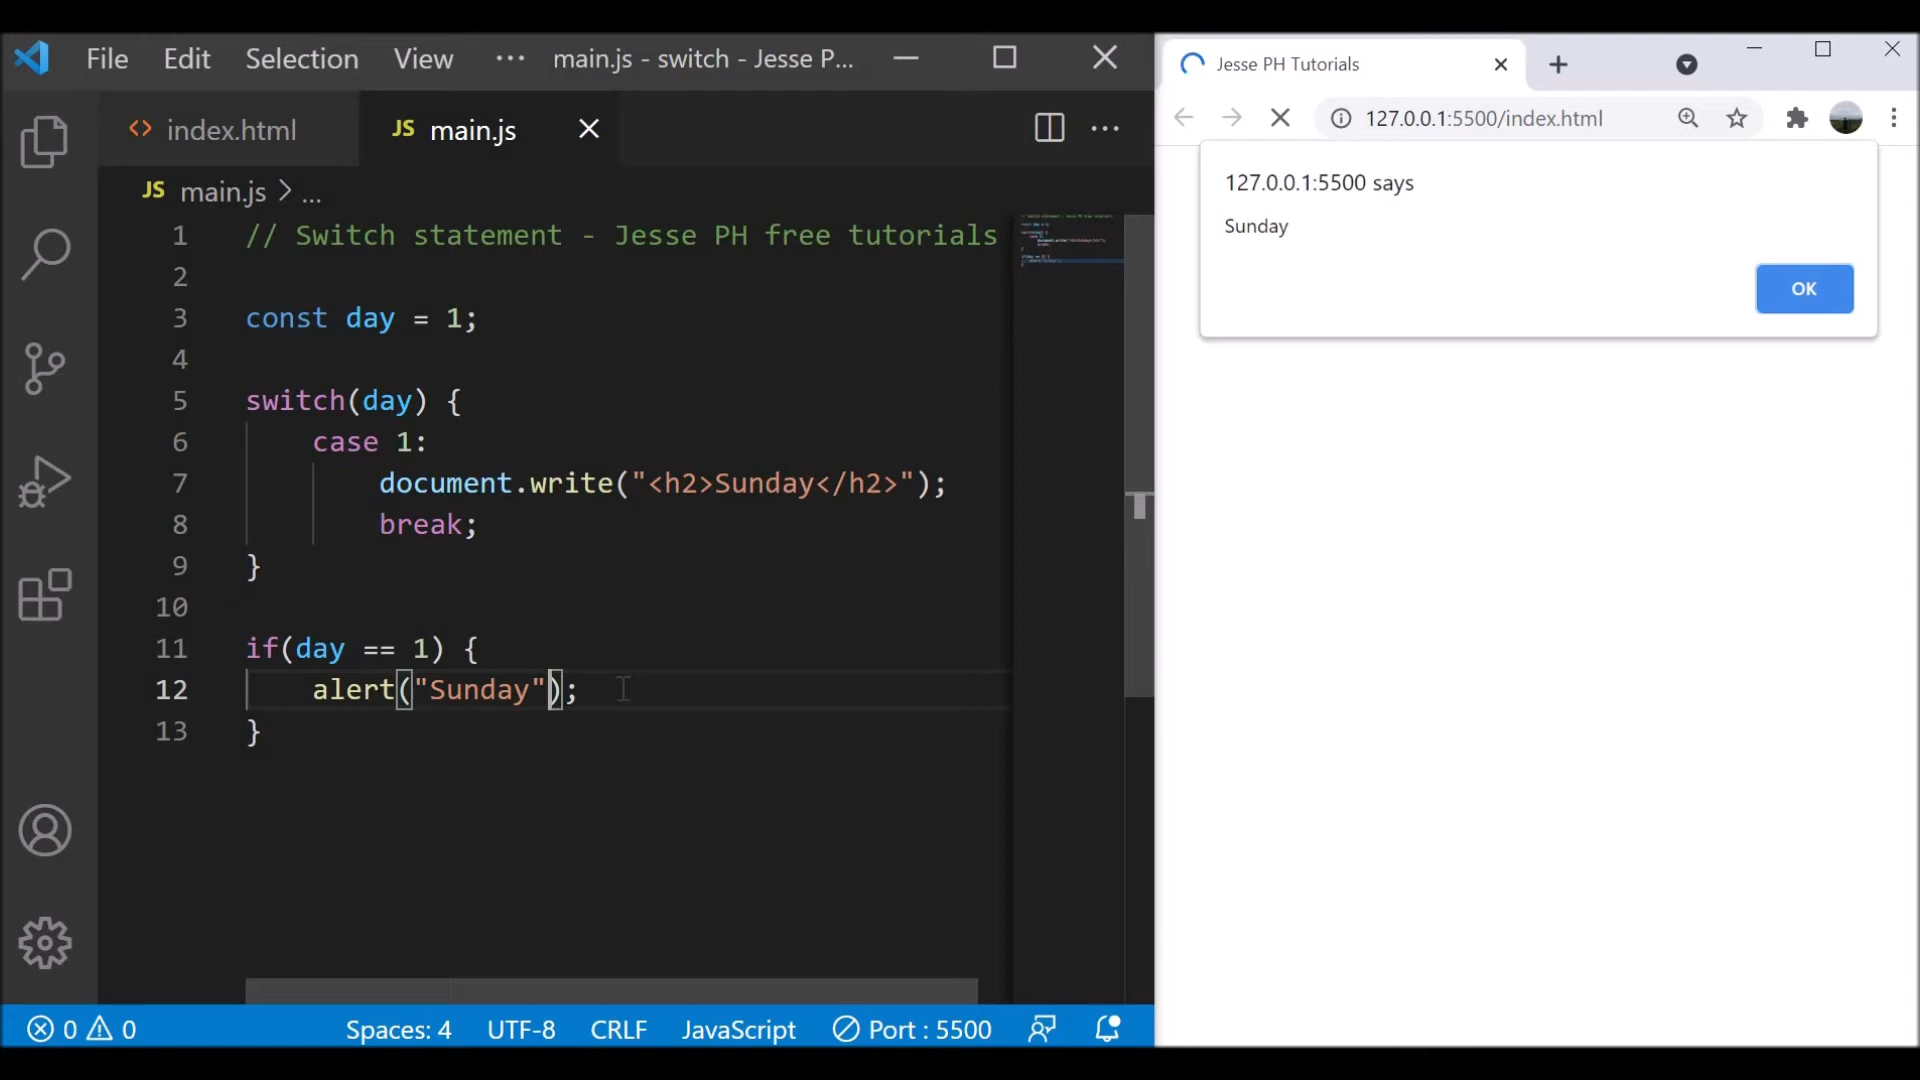 File Edit Selection View ··· main.js - switch - Jesse P...
index.html JS main.js
JS main.js > ...
1 // Switch statement - Jesse PH free tutorials
2
3 const day = 1;
4
5 switch(day) {
6 case 1:
7 document.write("<h2>Sunday</h2>");
8 break;
9 }
10
11 if(day == 1) {
12 alert("Sunday");
13 }
0 0 Spaces: 4 UTF-8 CRLF JavaScript Port : 5500
Jesse PH Tutorials
127.0.0.1:5500/index.html
127.0.0.1:5500 says
Sunday
OK